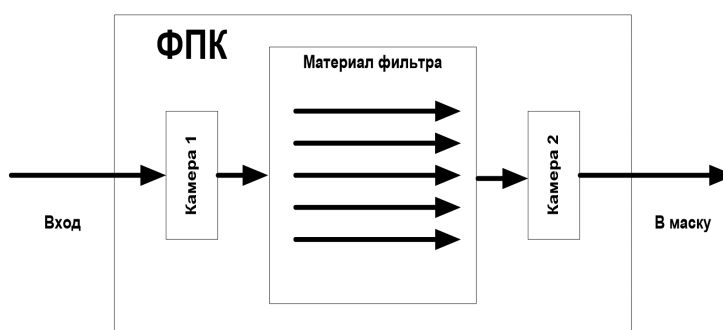 ФПК
Материал фильтра
Камера 1
Камера 2
Вход
В маску